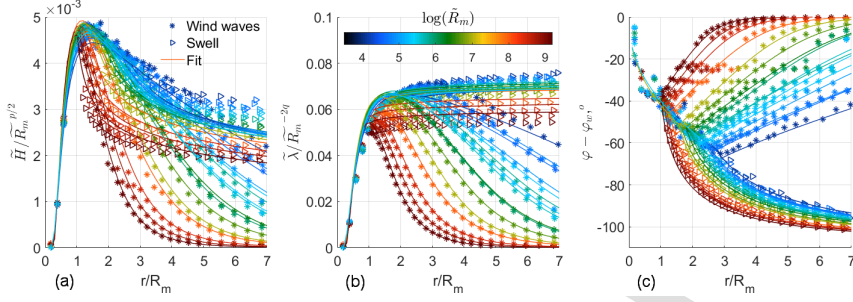 5 ×10⁻³
4
3
2
1
0
H̃/R̃ₘ^p/2
Wind waves
Swell
Fit
0 1 2 3 4 5 6 7
(a)
r/Rₘ
0.1
0.08
0.06
0.04
0.02
0
λ̃/R̃ₘ^-2q
log(R̃ₘ)
4 5 6 7 8 9
0 1 2 3 4 5 6 7
(b)
r/Rₘ
0
-20
-40
-60
-80
-100
φ − φ_w,°
0 1 2 3 4 5 6 7
(c)
r/Rₘ